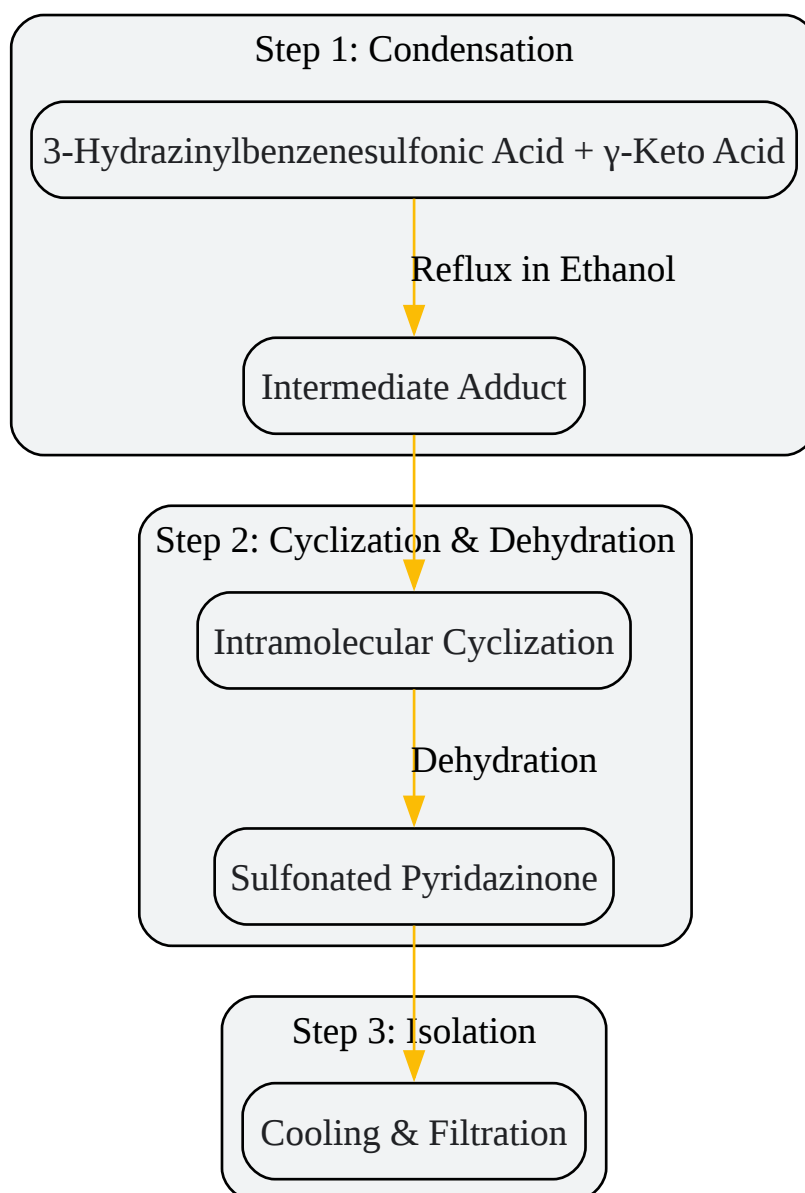 Step 1: Condensation
3-Hydrazinylbenzenesulfonic Acid + γ-Keto Acid
Reflux in Ethanol
Intermediate Adduct
Step 2: Cyclization & Dehydration
Intramolecular Cyclization
Dehydration
Sulfonated Pyridazinone
Step 3: Isolation
Cooling & Filtration